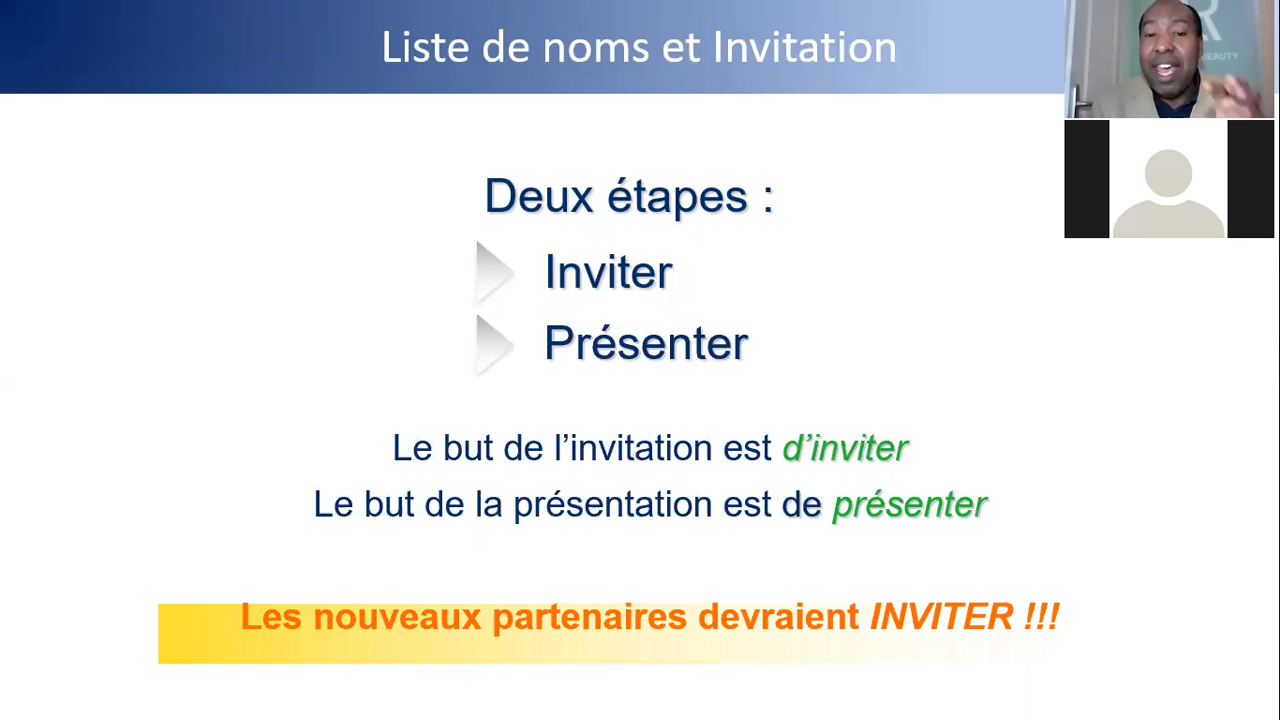 Liste de noms et Invitation
R
BEAUTY
Deux étapes :
Inviter
Présenter
Le but de l’invitation est d’inviter
Le but de la présentation est de présenter
Les nouveaux partenaires devraient INVITER !!!